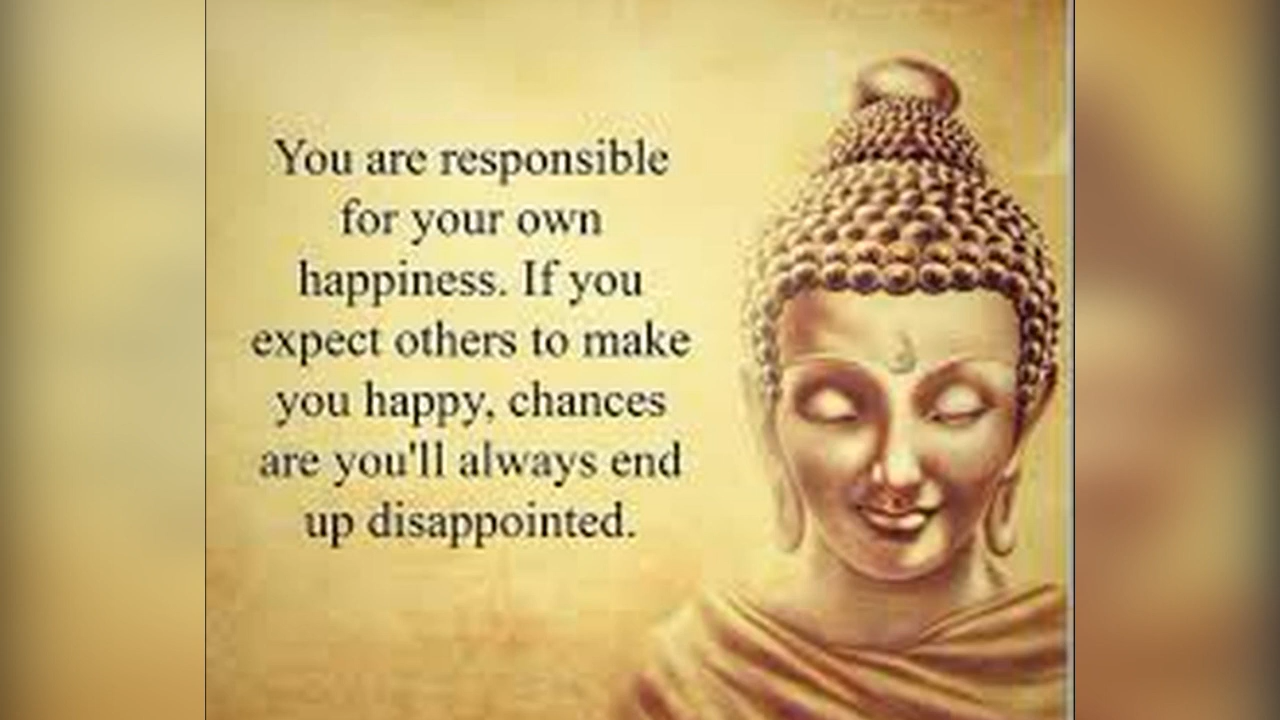 You are responsible
for your own
happiness. If you
expect others to make
you happy, chances
are you'll always end
up disappointed.